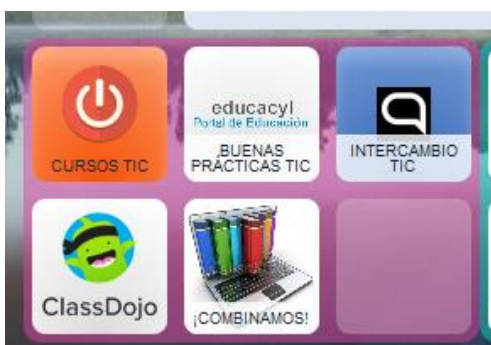 CURSOS TIC
educacyl
Portal de Educación
¡BUENAS
PRÁCTICAS TIC
INTERCAMBIO
TIC
ClassDojo
¡COMBINAMOS!